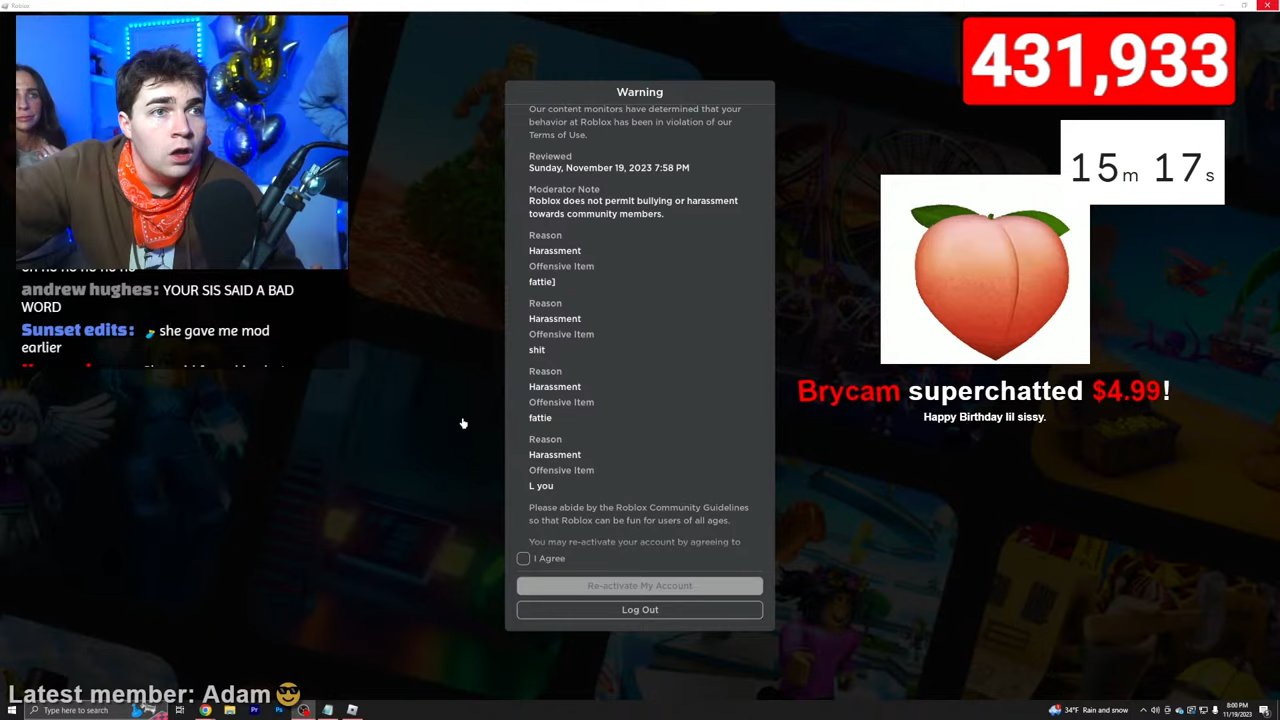 Roblox
431,933
15m 17s
Warning
Our content monitors have determined that your
behavior at Roblox has been in violation of our
Terms of Use.
Reviewed
Sunday, November 19, 2023 7:58 PM
Moderator Note
Roblox does not permit bullying or harassment
towards community members.
Reason
Harassment
Offensive Item
fattie]
Reason
Harassment
Offensive Item
shit
Reason
Harassment
Offensive Item
fattie
Reason
Harassment
Offensive Item
L you
Please abide by the Roblox Community Guidelines
so that Roblox can be fun for users of all ages.
You may re-activate your account by agreeing to
I Agree
Re-activate My Account
Log Out
andrew hughes: YOUR SIS SAID A BAD
WORD
Sunset edits: she gave me mod
earlier
Brycam superchatted $4.99!
Happy Birthday lil sissy.
Latest member: Adam 😎
Type here to search
34°F Rain and snow
8:00 PM
11/19/2023